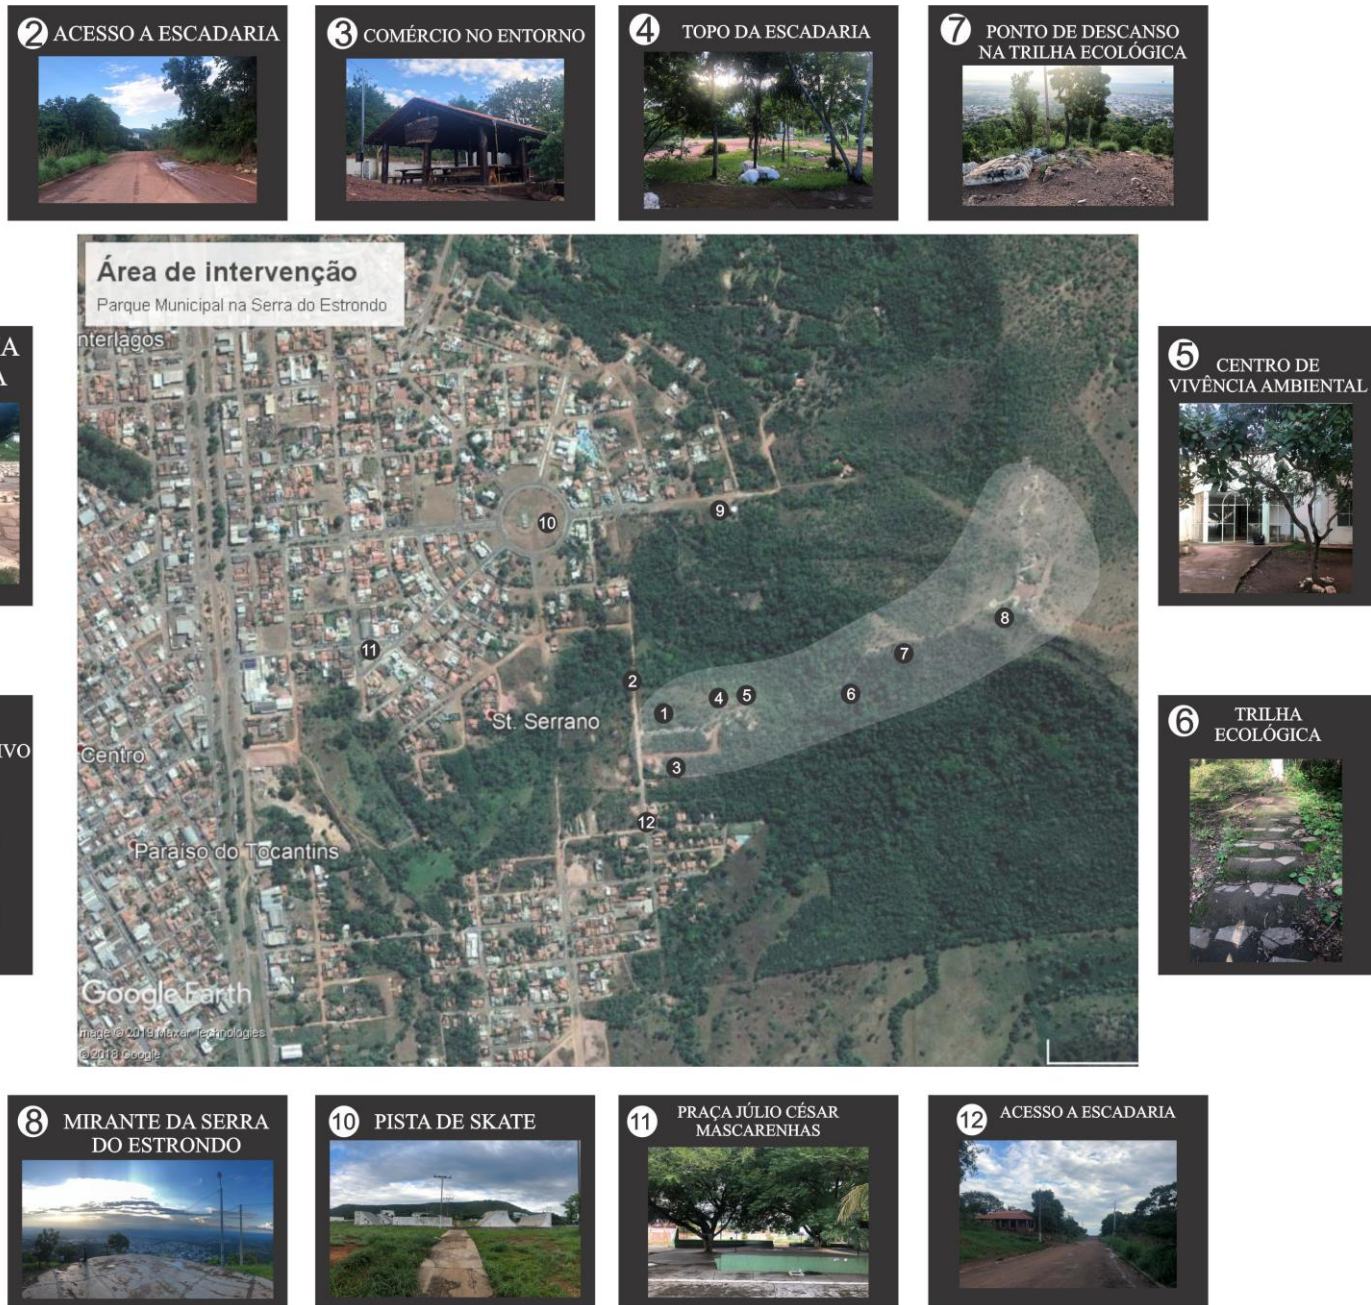 2 ACESSO A ESCADARIA
3 COMÉRCIO NO ENTORNO
4 TOPO DA ESCADARIA
7 PONTO DE DESCANSO
NA TRILHA ECOLÓGICA
Área de intervenção
Parque Municipal na Serra do Estrondo
nterlagos
A
A
5 CENTRO DE
VIVÊNCIA AMBIENTAL
9
10
11
8
7
2
4
5
6
1
St. Serrano
3
IVO
Centro
12
Paraíso do Tocantins
6 TRILHA
ECOLÓGICA
Google Earth
Image © 2019 Maxar Technologies
© 2018 Google
8 MIRANTE DA SERRA
DO ESTRONDO
10 PISTA DE SKATE
11 PRAÇA JÚLIO CÉSAR
MASCARENHAS
12 ACESSO A ESCADARIA